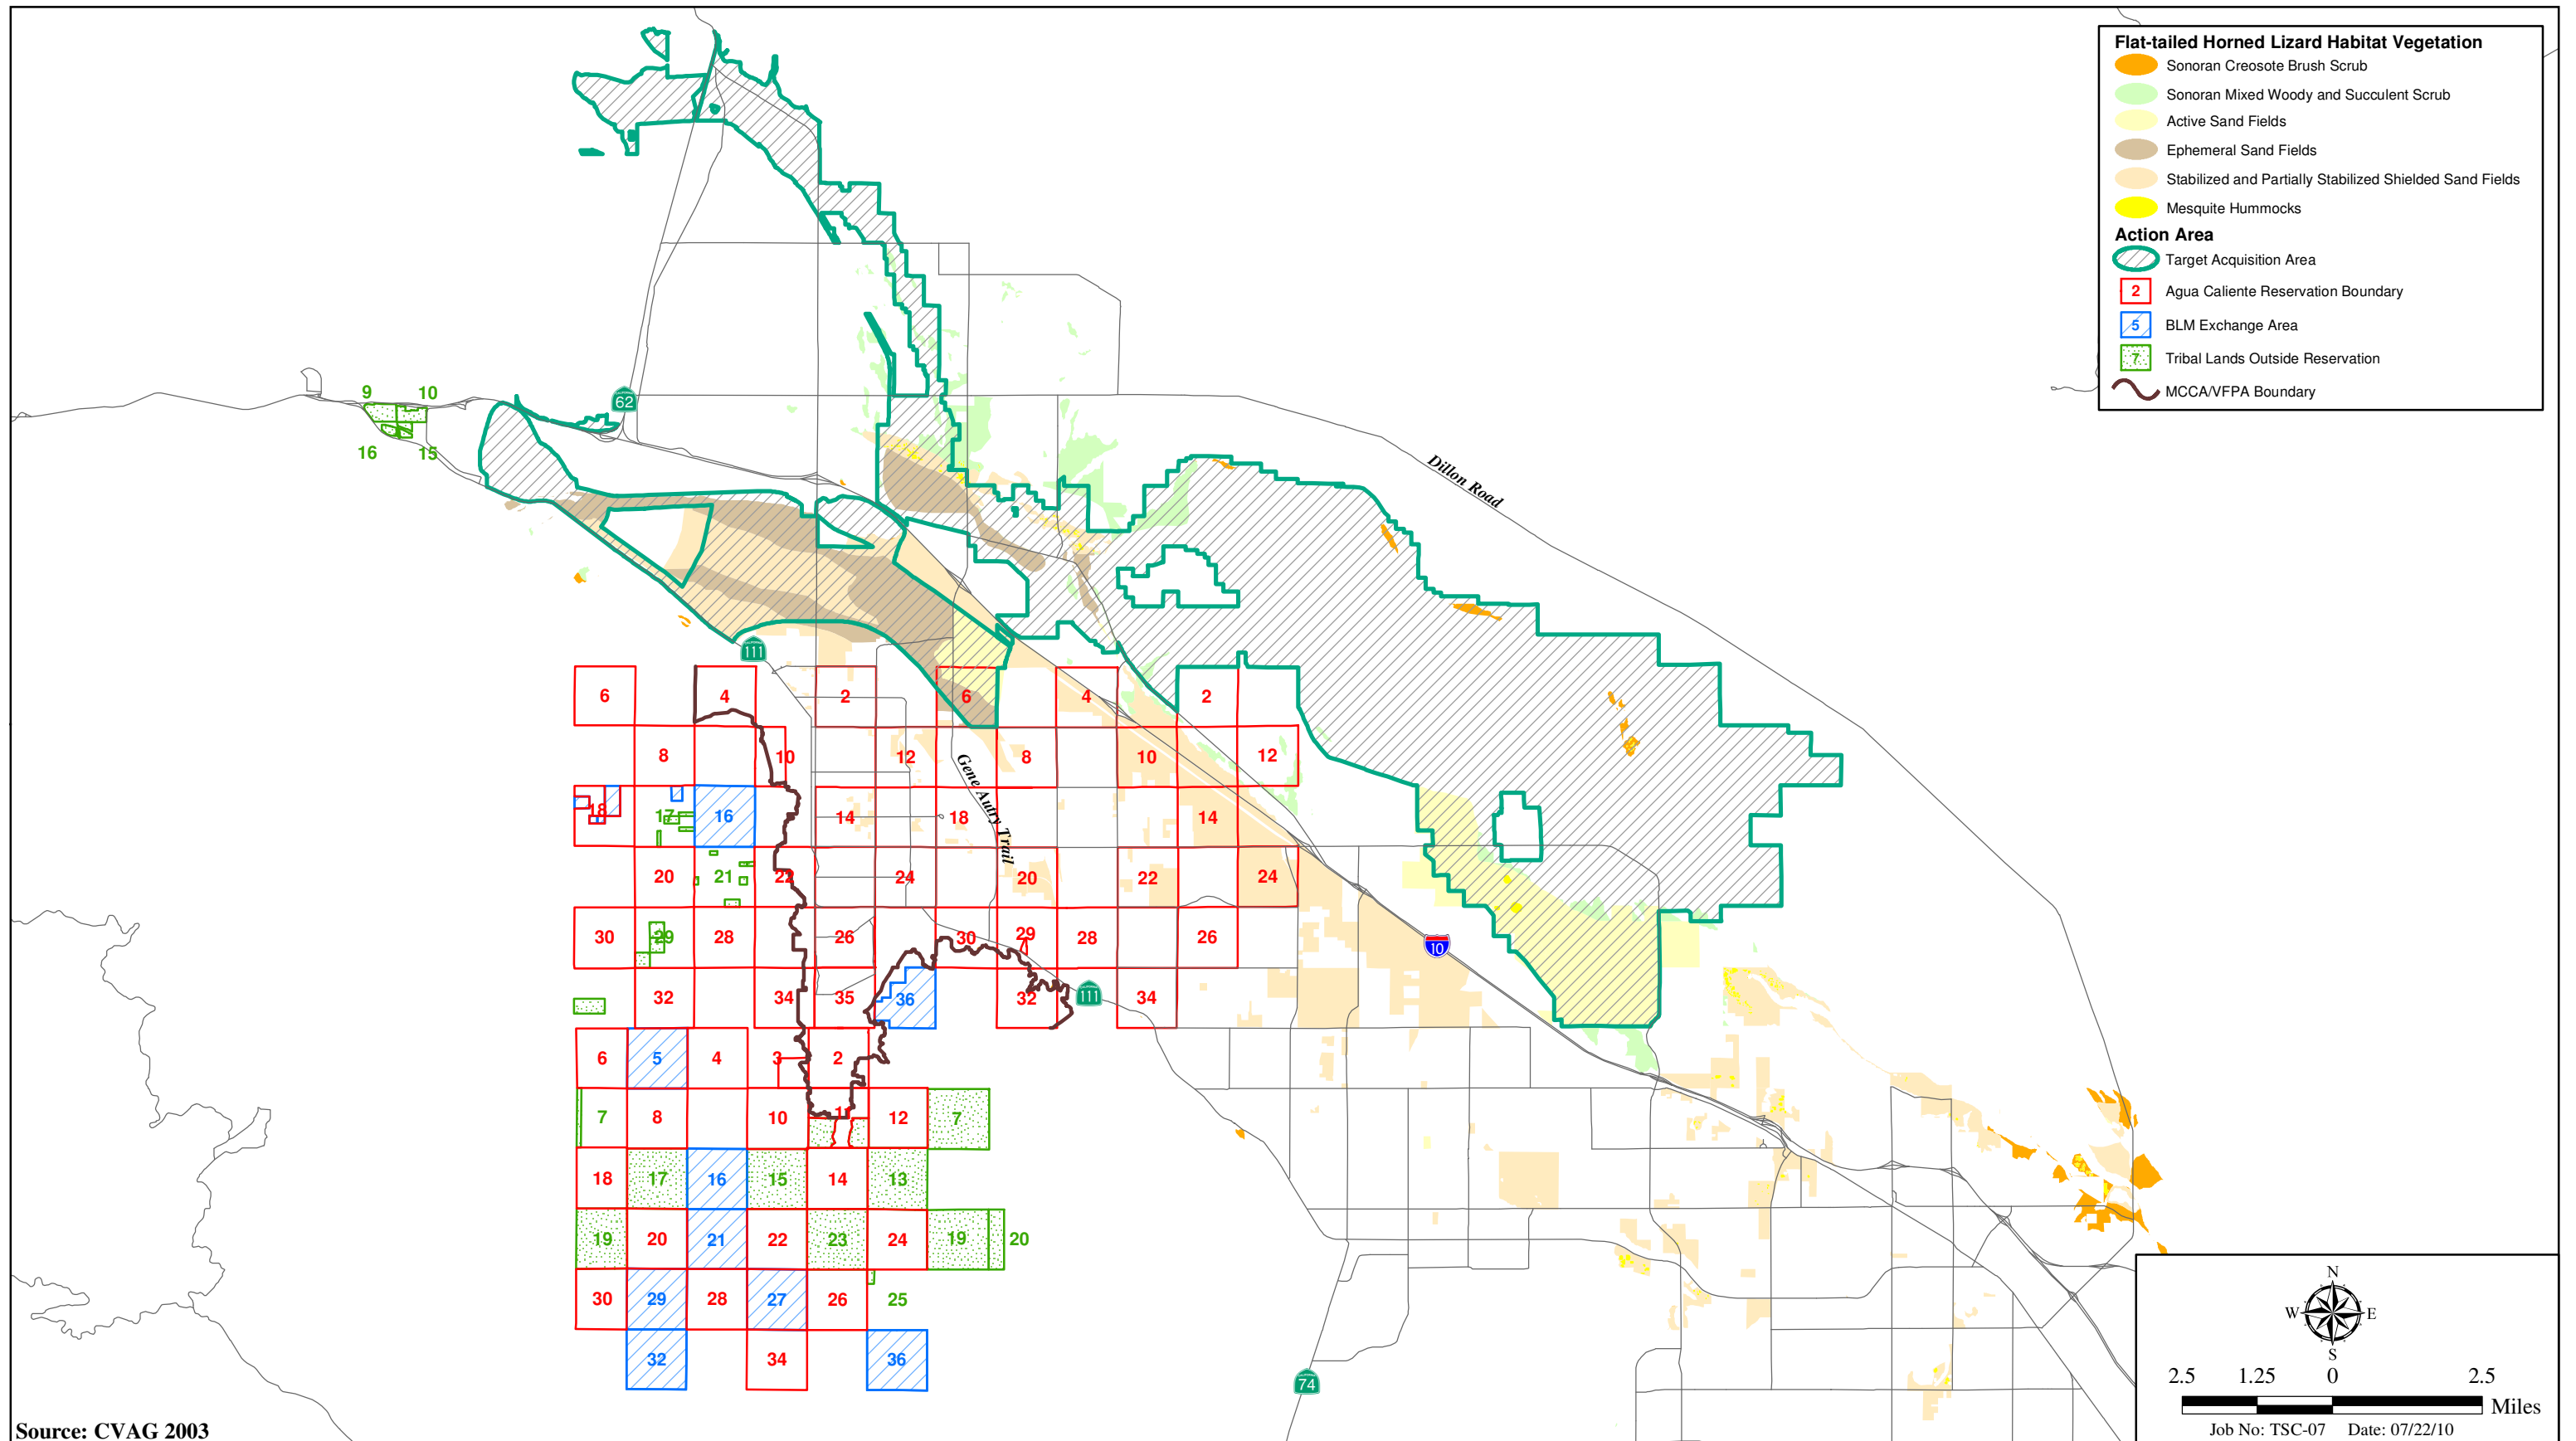 Flat-tailed Horned Lizard Habitat Vegetation
Sonoran Creosote Brush Scrub
Sonoran Mixed Woody and Succulent Scrub
Active Sand Fields
Ephemeral Sand Fields
Stabilized and Partially Stabilized Shielded Sand Fields
Mesquite Hummocks
Action Area
Target Acquisition Area
2 Agua Caliente Reservation Boundary
5 BLM Exchange Area
7 Tribal Lands Outside Reservation
MCCA/VFPA Boundary
9 10
62
16 15
Dillon Road
111
6 4 2 6 4 2
8 10 12 8 10 12
Gene Autry Trail
18 17 16 14 18 14
20 21 22 24 20 22 24
30 29 28 26 30 29 28 26
10
32 34 35 36 32 111 34
6 5 4 3 2
7 8 10 11 12 7
18 17 16 15 14 13
19 20 21 22 23 24 19 20
30 29 28 27 26 25
32 34 36
74
N
W E
S
2.5 1.25 0 2.5
Miles
Job No: TSC-07 Date: 07/22/10
Source: CVAG 2003